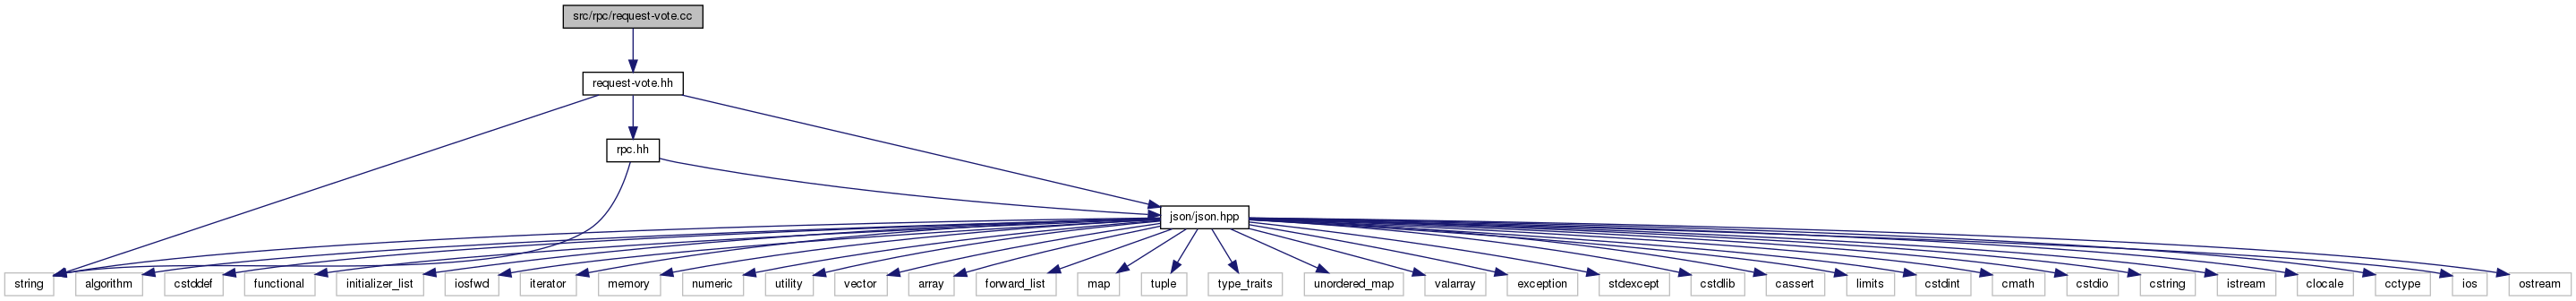 src/rpc/request-vote.cc
request-vote.hh
rpc.hh
json/json.hpp
string
algorithm
cstddef
functional
initializer_list
iosfwd
iterator
memory
numeric
utility
vector
array
forward_list
map
tuple
type_traits
unordered_map
valarray
exception
stdexcept
cstdlib
cassert
limits
cstdint
cmath
cstdio
cstring
istream
clocale
cctype
ios
ostream